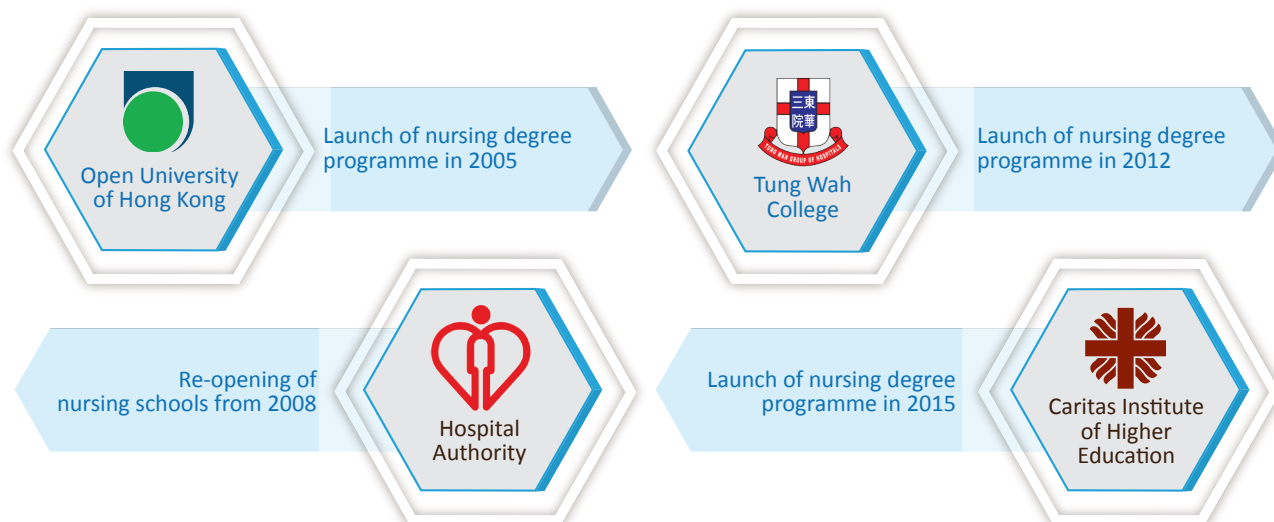 Open University
of Hong Kong
Launch of nursing degree
programme in 2005
三東
院華
TUNG WAH GROUP OF HOSPITALS
Tung Wah
College
Launch of nursing degree
programme in 2012
Re-opening of
nursing schools from 2008
Hospital
Authority
Launch of nursing degree
programme in 2015
Caritas Institute
of Higher
Education